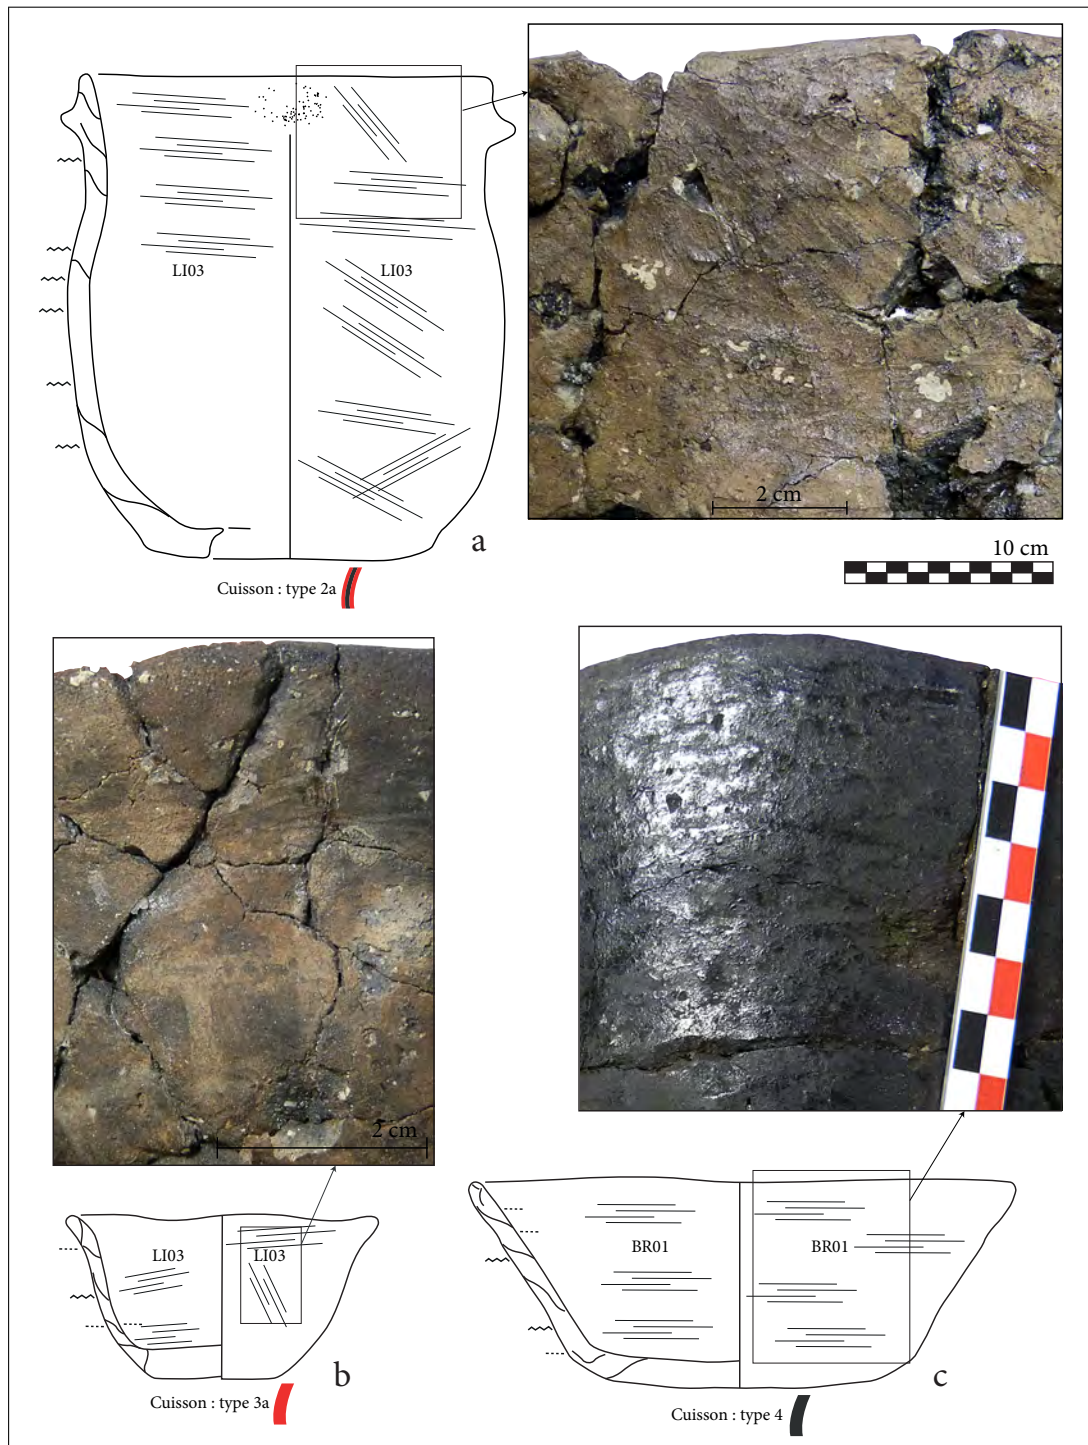 LI03
LI03
a
2 cm
10 cm
Cuisson : type 2a
2 cm
LI03
LI03
b
Cuisson : type 3a
BR01
BR01
c
Cuisson : type 4